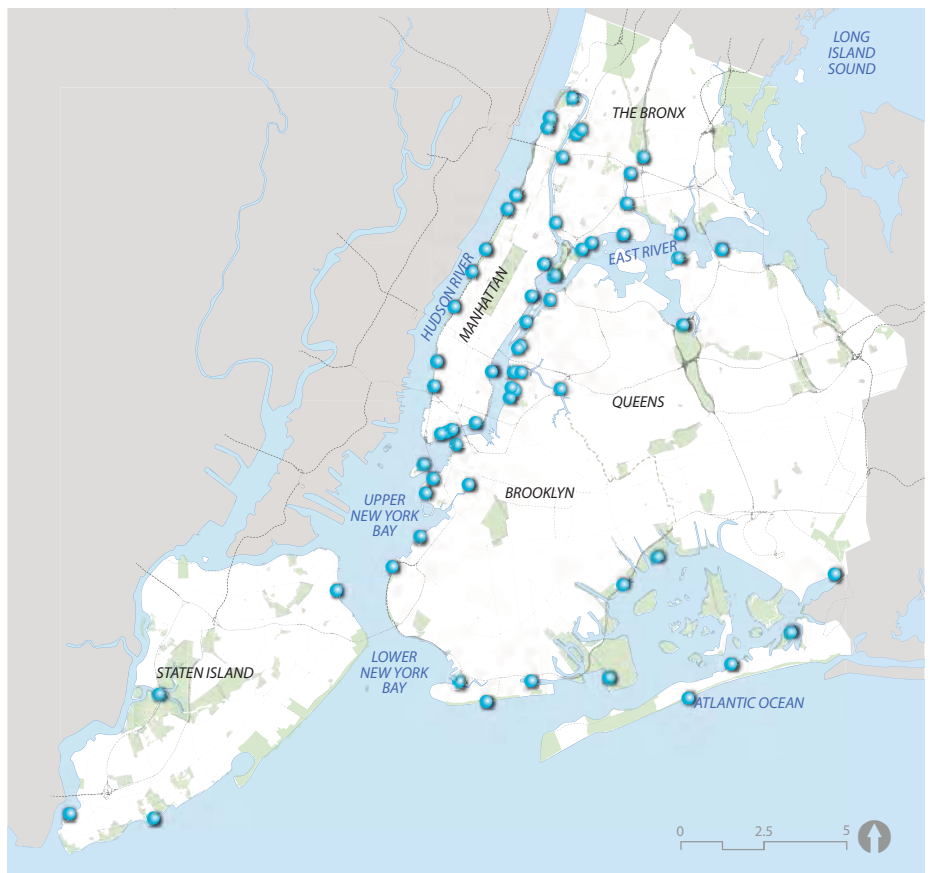 LONG
ISLAND
SOUND
THE BRONX
HUDSON RIVER
MANHATTAN
EAST RIVER
QUEENS
BROOKLYN
UPPER
NEW YORK
BAY
STATEN ISLAND
LOWER
NEW YORK
BAY
ATLANTIC OCEAN
0 2.5 5